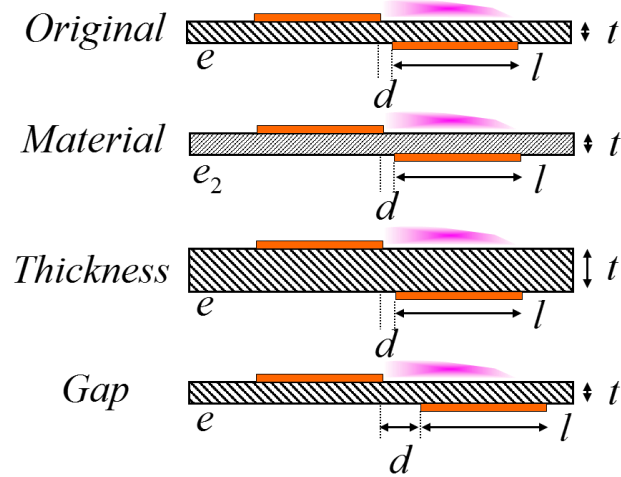 Original t
e l
d
Material t
e2 l
d
Thickness t
e l
d
Gap t
e l
d